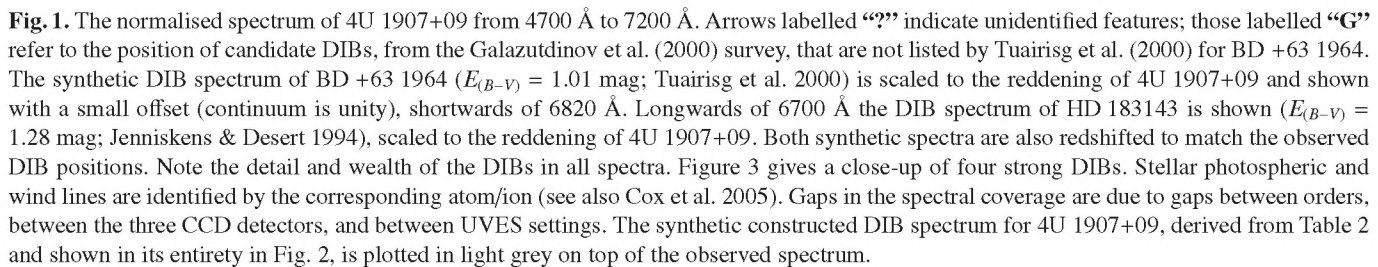 Fig. 1. The normalised spectrum of 4U 1907+09 from 4700 Å to 7200 Å. Arrows labelled “?” indicate unidentified features; those labelled “G”
refer to the position of candidate DIBs, from the Galazutdinov et al. (2000) survey, that are not listed by Tuairisg et al. (2000) for BD +63 1964.
The synthetic DIB spectrum of BD +63 1964 (E(B−V) = 1.01 mag; Tuairisg et al. 2000) is scaled to the reddening of 4U 1907+09 and shown
with a small offset (continuum is unity), shortwards of 6820 Å. Longwards of 6700 Å the DIB spectrum of HD 183143 is shown (E(B−V) =
1.28 mag; Jenniskens & Desert 1994), scaled to the reddening of 4U 1907+09. Both synthetic spectra are also redshifted to match the observed
DIB positions. Note the detail and wealth of the DIBs in all spectra. Figure 3 gives a close-up of four strong DIBs. Stellar photospheric and
wind lines are identified by the corresponding atom/ion (see also Cox et al. 2005). Gaps in the spectral coverage are due to gaps between orders,
between the three CCD detectors, and between UVES settings. The synthetic constructed DIB spectrum for 4U 1907+09, derived from Table 2
and shown in its entirety in Fig. 2, is plotted in light grey on top of the observed spectrum.